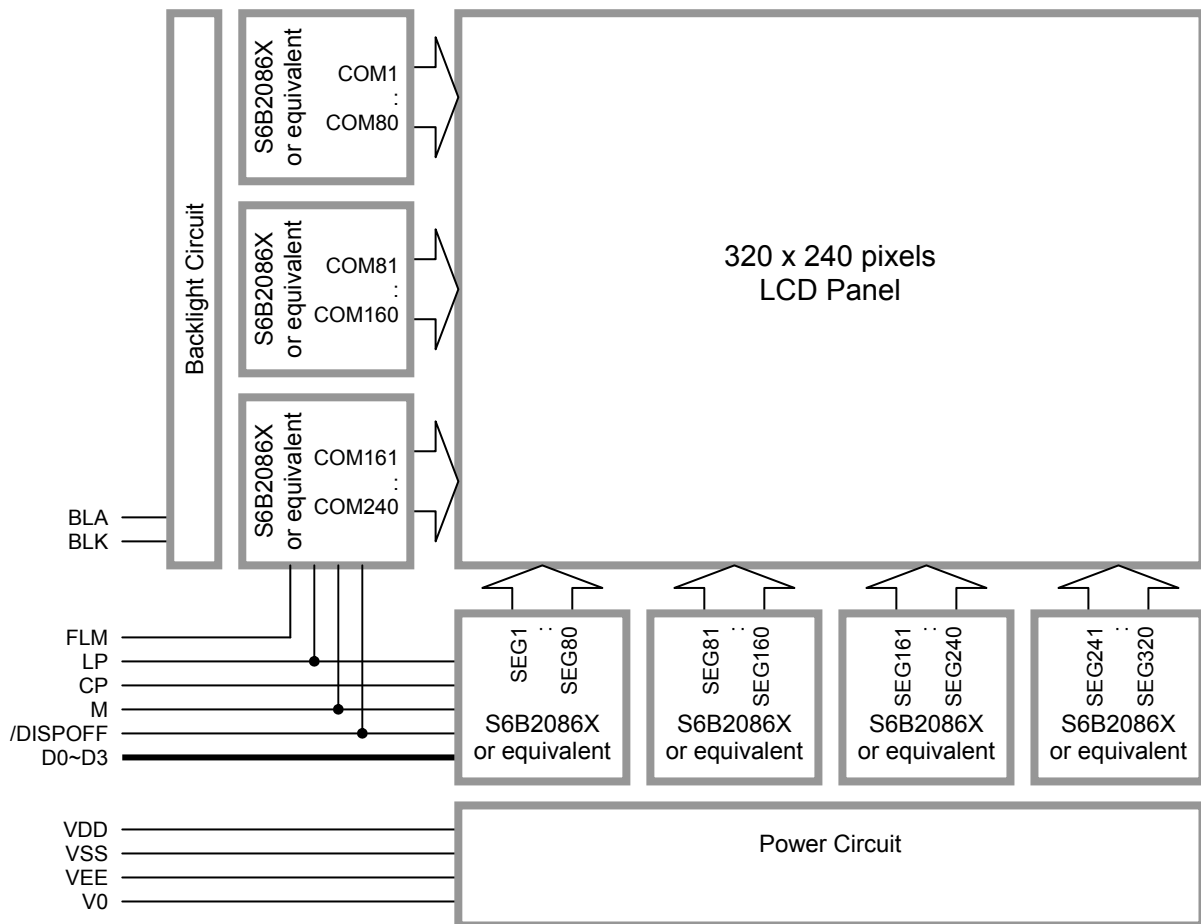 Backlight Circuit
S6B2086X
or equivalent
COM1
..
COM80
S6B2086X
or equivalent
COM81
..
COM160
S6B2086X
or equivalent
COM161
..
COM240
320 x 240 pixels
LCD Panel
BLA
BLK
FLM
LP
CP
M
/DISPOFF
D0~D3
SEG1
..
SEG80
S6B2086X
or equivalent
SEG81
..
SEG160
S6B2086X
or equivalent
SEG161
..
SEG240
S6B2086X
or equivalent
SEG241
..
SEG320
S6B2086X
or equivalent
VDD
VSS
VEE
V0
Power Circuit